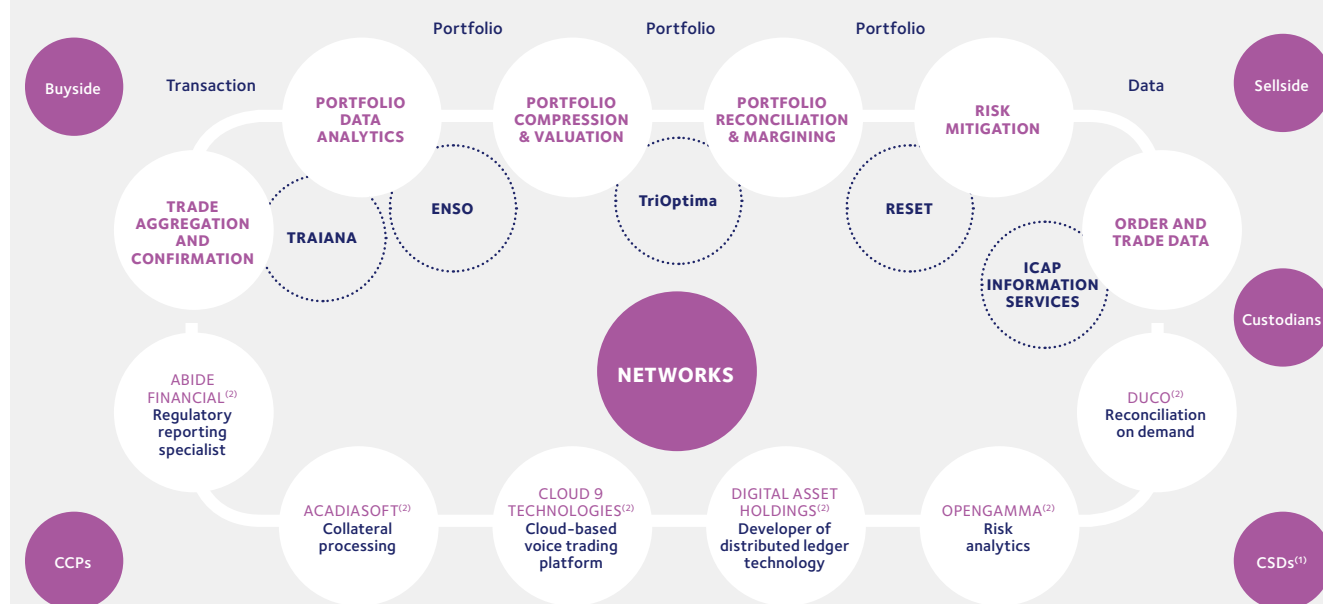 Portfolio
Portfolio
Portfolio
Buyside
Transaction
Data
Sellside
PORTFOLIO
DATA
ANALYTICS
PORTFOLIO
COMPRESSION
& VALUATION
PORTFOLIO
RECONCILIATION
& MARGINING
RISK
MITIGATION
TRADE
AGGREGATION
AND
CONFIRMATION
TRAIANA
ENSO
TriOptima
RESET
ICAP
INFORMATION
SERVICES
ORDER AND
TRADE DATA
Custodians
NETWORKS
ABIDE
FINANCIAL⁽²⁾
Regulatory
reporting
specialist
DUCO⁽²⁾
Reconciliation
on demand
ACADIASOFT⁽²⁾
Collateral
processing
CLOUD 9
TECHNOLOGIES⁽²⁾
Cloud-based
voice trading
platform
DIGITAL ASSET
HOLDINGS⁽²⁾
Developer of
distributed ledger
technology
OPENGAMMA⁽²⁾
Risk
analytics
CCPs
CSDs⁽¹⁾